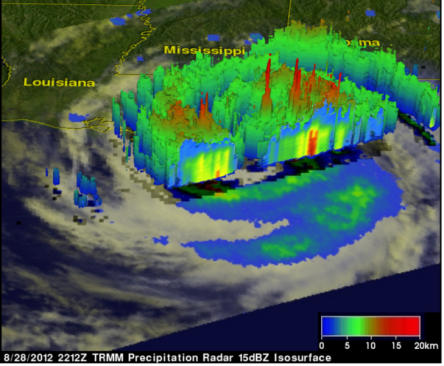 Mississippi
Louisiana
0 5 10 15 20km
8/28/2012 2212Z TRMM Precipitation Radar 15dBZ Isosurface